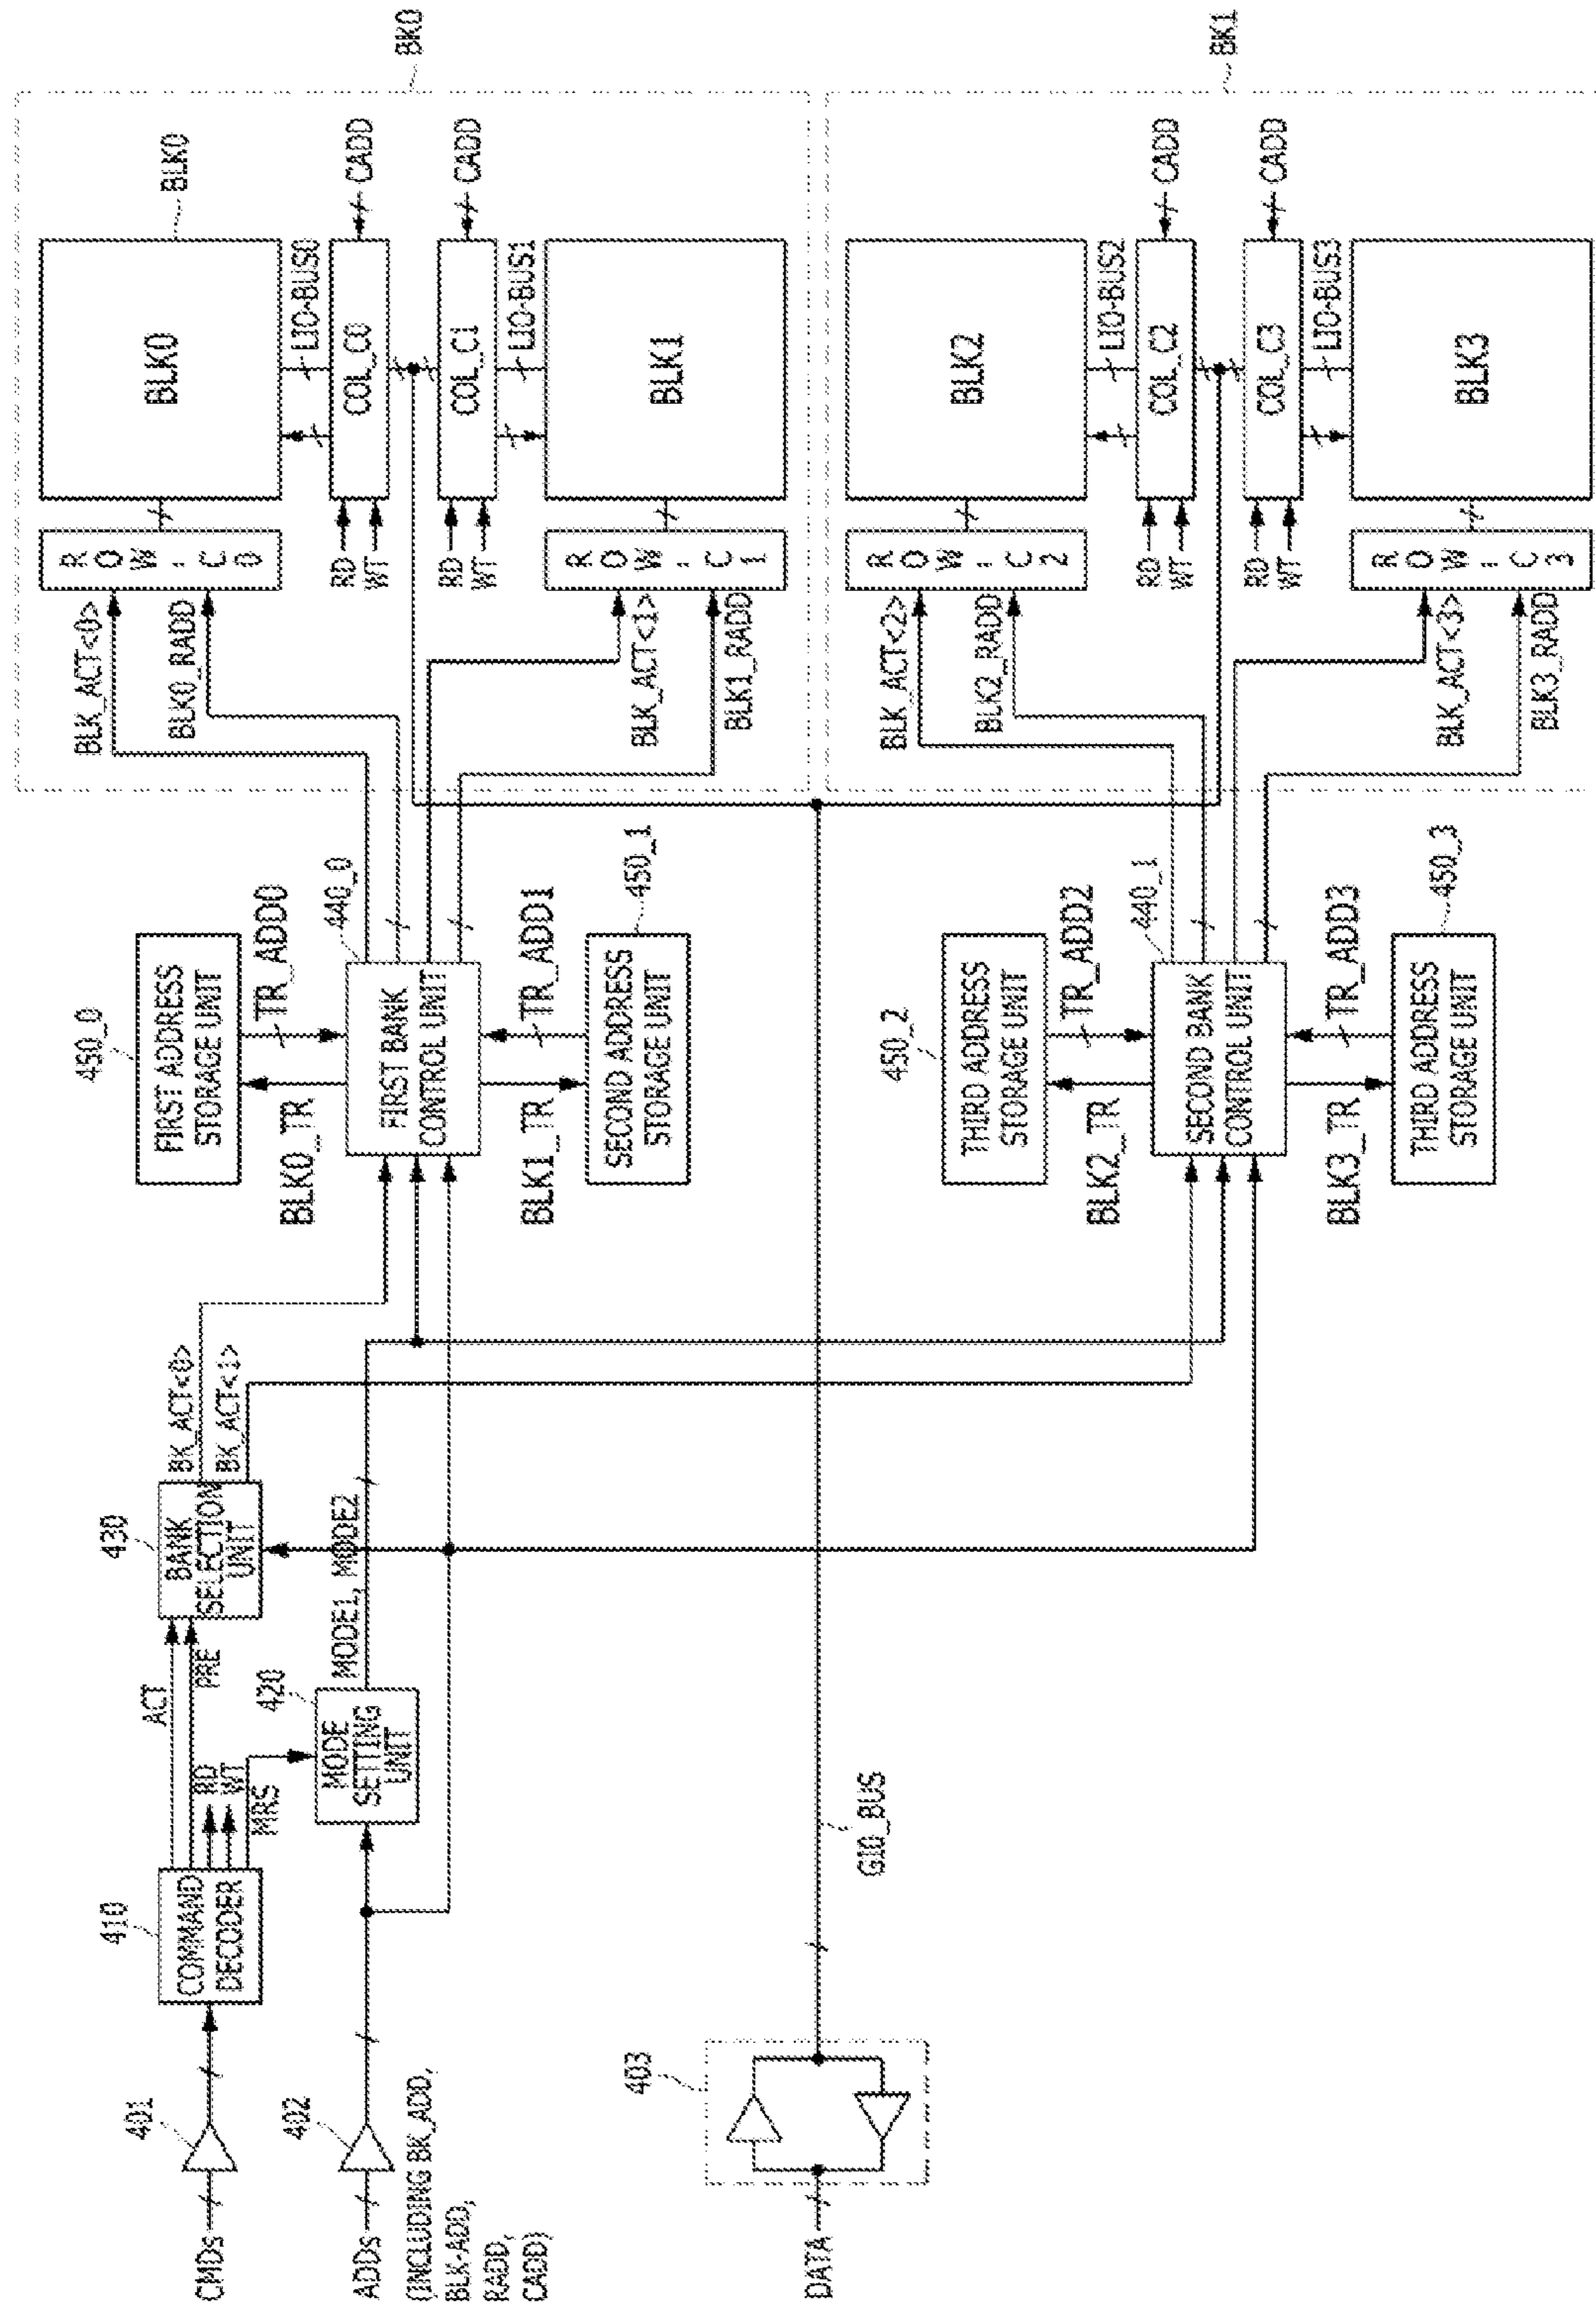 CMDs
401
410
COMMAND
DECODER
ACT
PRE
RD
WT
MRS
430
BANK
SELECTION
UNIT
BK_ACT<0>
BK_ACT<1>
ADDs
(INCLUDING BK_ADD,
BLK-ADD,
RADD,
CADD)
402
420
MODE
SETTING
UNIT
MODE1, MODE2
450_0
FIRST ADDRESS
STORAGE UNIT
BLK0_TR
TR_ADD0
440_0
FIRST BANK
CONTROL UNIT
BLK1_TR
TR_ADD1
SECOND ADDRESS
STORAGE UNIT
450_1
BK0
BLK_ACT<0>
BLK0_RADD
ROW_C0
BLK0
BLK0
LIO-BUS0
RD
WT
COL_C0
CADD
RD
WT
COL_C1
CADD
LIO-BUS1
BLK_ACT<1>
BLK1_RADD
ROW_C1
BLK1
DATA
403
GIO_BUS
450_2
THIRD ADDRESS
STORAGE UNIT
BLK2_TR
TR_ADD2
440_1
SECOND BANK
CONTROL UNIT
BLK3_TR
TR_ADD3
THIRD ADDRESS
STORAGE UNIT
450_3
BK1
BLK_ACT<2>
BLK2_RADD
ROW_C2
BLK2
LIO-BUS2
RD
WT
COL_C2
CADD
RD
WT
COL_C3
CADD
LIO-BUS3
BLK_ACT<3>
BLK3_RADD
ROW_C3
BLK3